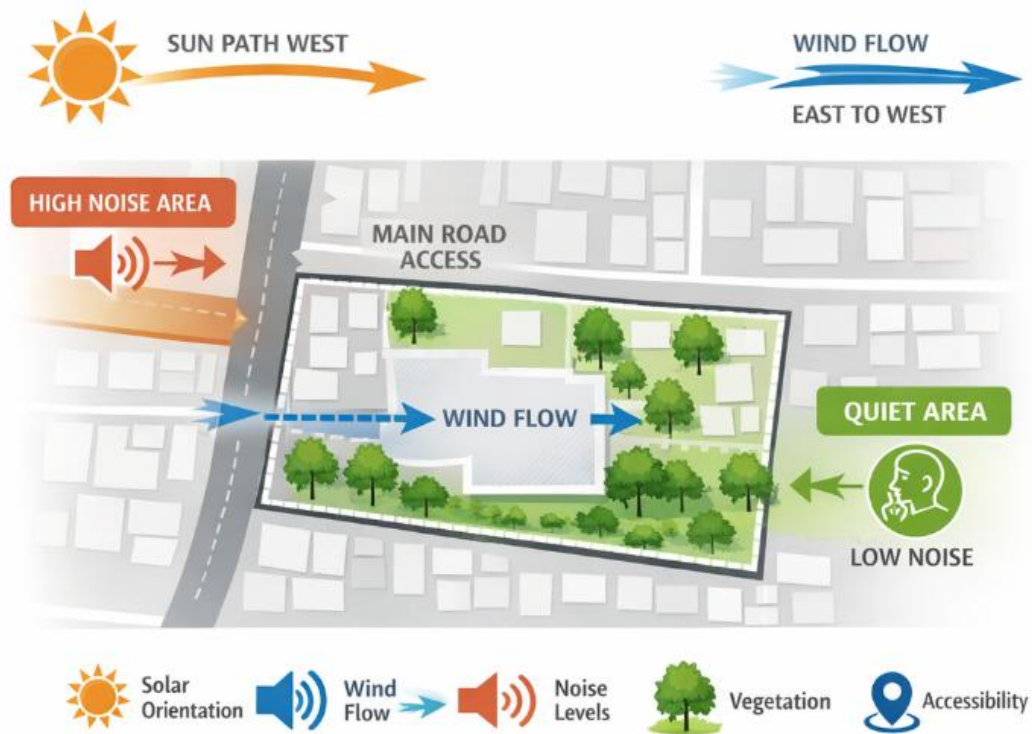 SUN PATH WEST
WIND FLOW
EAST TO WEST
HIGH NOISE AREA
MAIN ROAD
ACCESS
WIND FLOW
QUIET AREA
LOW NOISE
Solar
Orientation
Wind
Flow
Noise
Levels
Vegetation
Accessibility